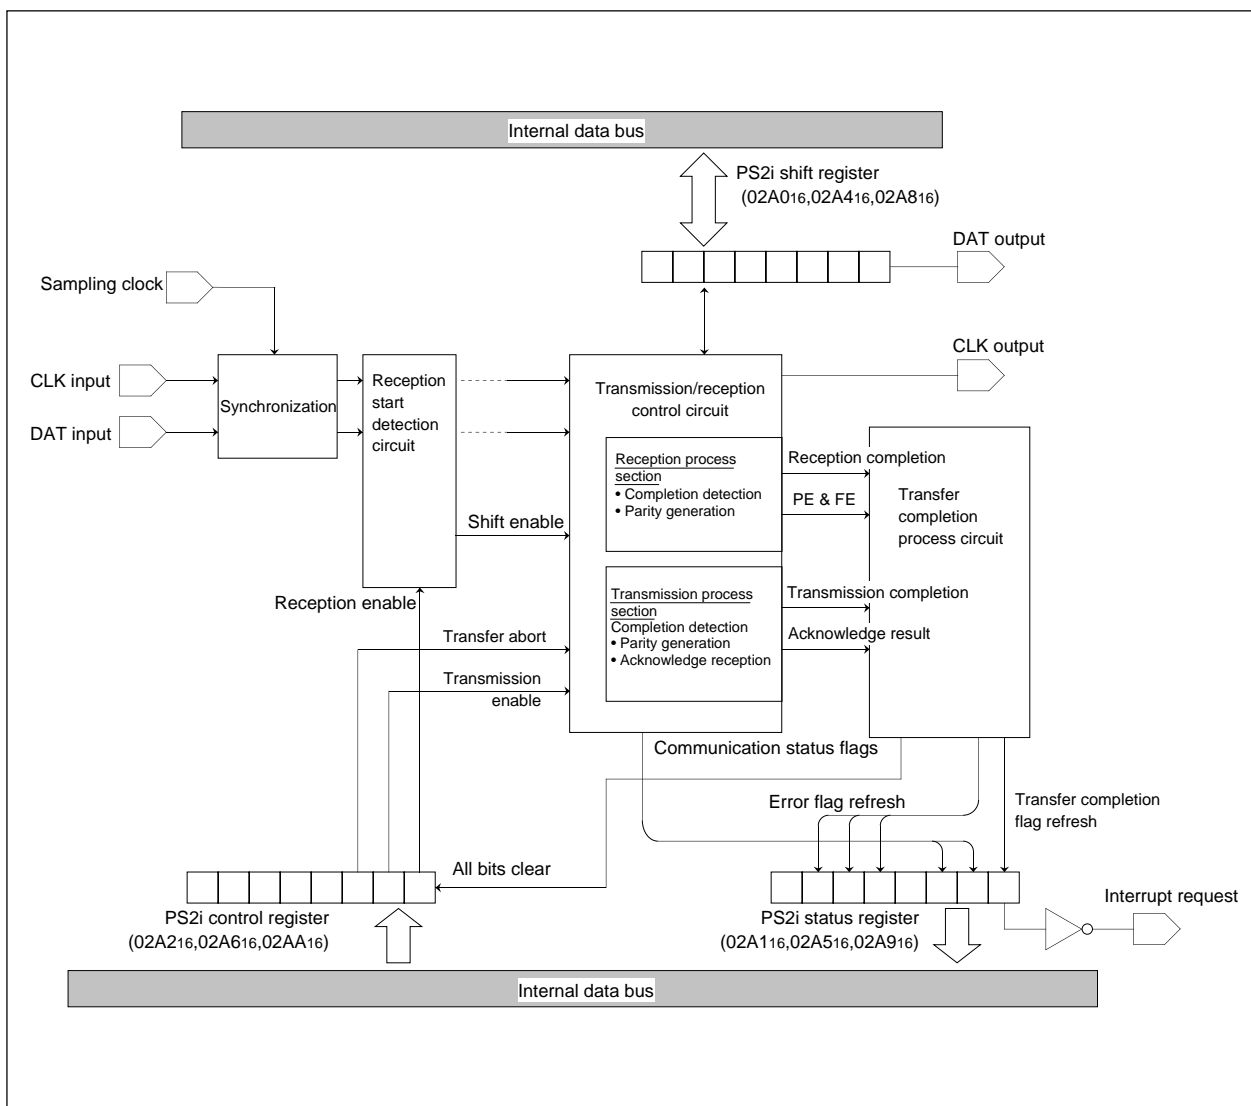 Internal data bus
PS2i shift register
(02A016,02A416,02A816)
DAT output
Sampling clock
CLK output
CLK input
DAT input
Synchronization
Reception
start
detection
circuit
Transmission/reception
control circuit
Reception process
section
• Completion detection
• Parity generation
Reception completion
PE & FE
Transfer
completion
process circuit
Shift enable
Reception enable
Transmission process
section
Completion detection
• Parity generation
• Acknowledge reception
Transmission completion
Acknowledge result
Transfer abort
Transmission
enable
Communication status flags
Error flag refresh
Transfer completion
flag refresh
All bits clear
PS2i control register
(02A216,02A616,02AA16)
PS2i status register
(02A116,02A516,02A916)
Interrupt request
Internal data bus